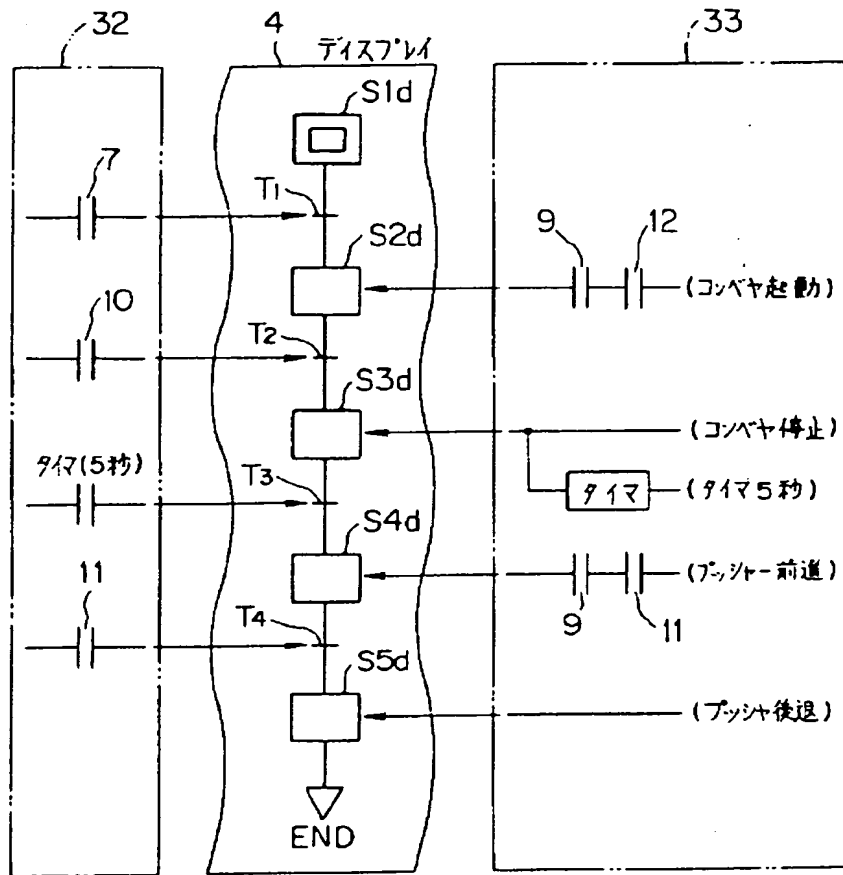 32
4
ディスプレイ
33
S1d
7
T1
S2d
9
12
(コンベヤ起動)
10
T2
S3d
(コンベヤ停止)
タイマ(5秒)
T3
タイマ
(タイマ5秒)
S4d
(プッシャー前進)
9
11
11
T4
S5d
(プッシャ後退)
END